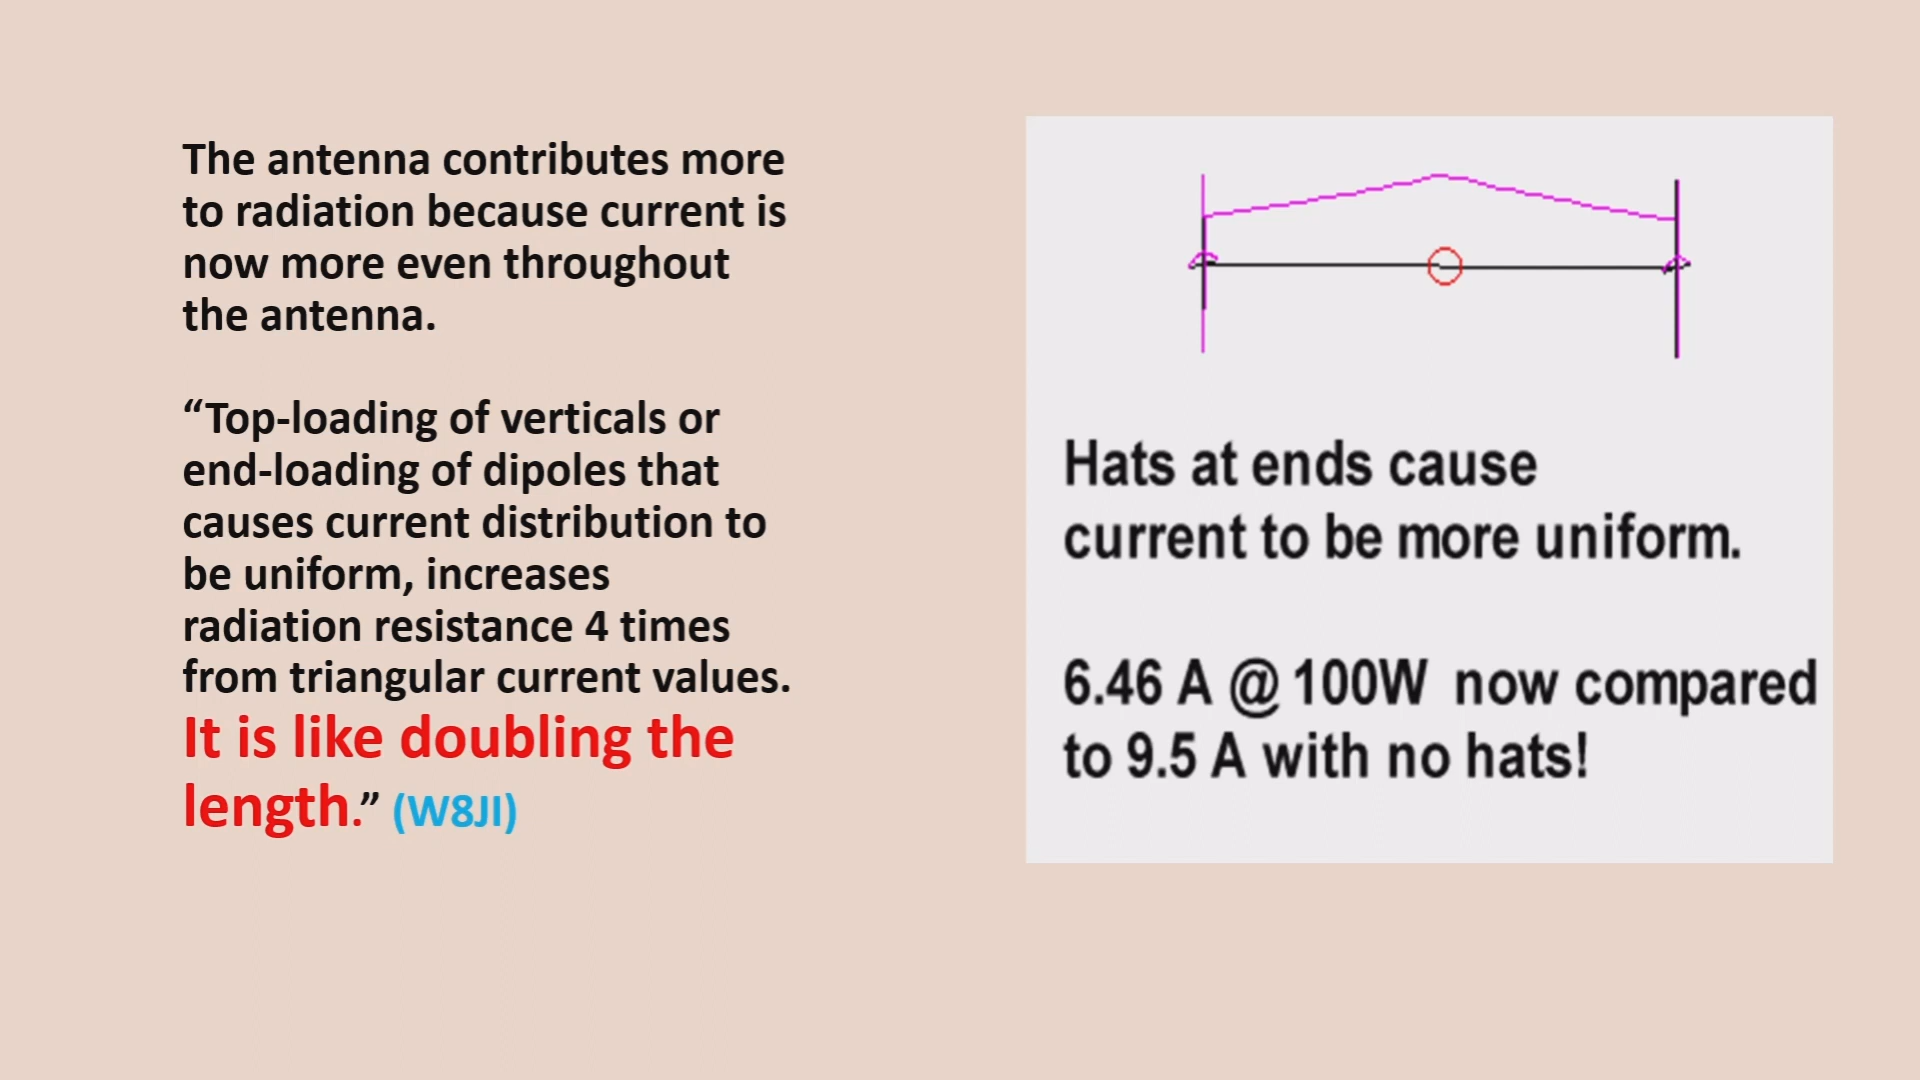 The antenna contributes more
to radiation because current is
now more even throughout
the antenna.
“Top-loading of verticals or
end-loading of dipoles that
causes current distribution to
be uniform, increases
radiation resistance 4 times
from triangular current values.
It is like doubling the
length.” (W8JI)
Hats at ends cause
current to be more uniform.
6.46 A @ 100W now compared
to 9.5 A with no hats!